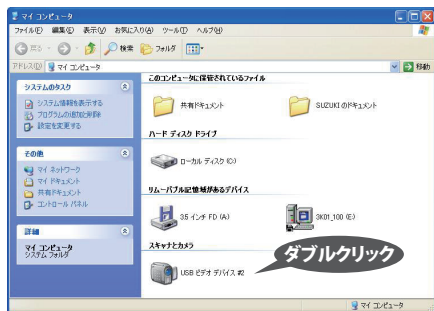 マイ コンピュータ
ファイル(F) 編集(E) 表示(V) お気に入り(A) ツール(T) ヘルプ(H)
戻る 検索 フォルダ
アドレス(D) マイ コンピュータ 移動
システムのタスク
システム情報を表示する
プログラムの追加と削除
設定を変更する
その他
マイ ネットワーク
マイ ドキュメント
共有ドキュメント
コントロール パネル
詳細
マイ コンピュータ
システム フォルダ
このコンピュータに保管されているファイル
共有ドキュメント SUZUKI のドキュメント
ハード ディスク ドライブ
ローカル ディスク (C:)
リムーバブル記憶域があるデバイス
3.5 インチ FD (A:) 3K01_100 (E:)
スキャナとカメラ
USB ビデオ デバイス #2
ダブルクリック
マイ コンピュータ